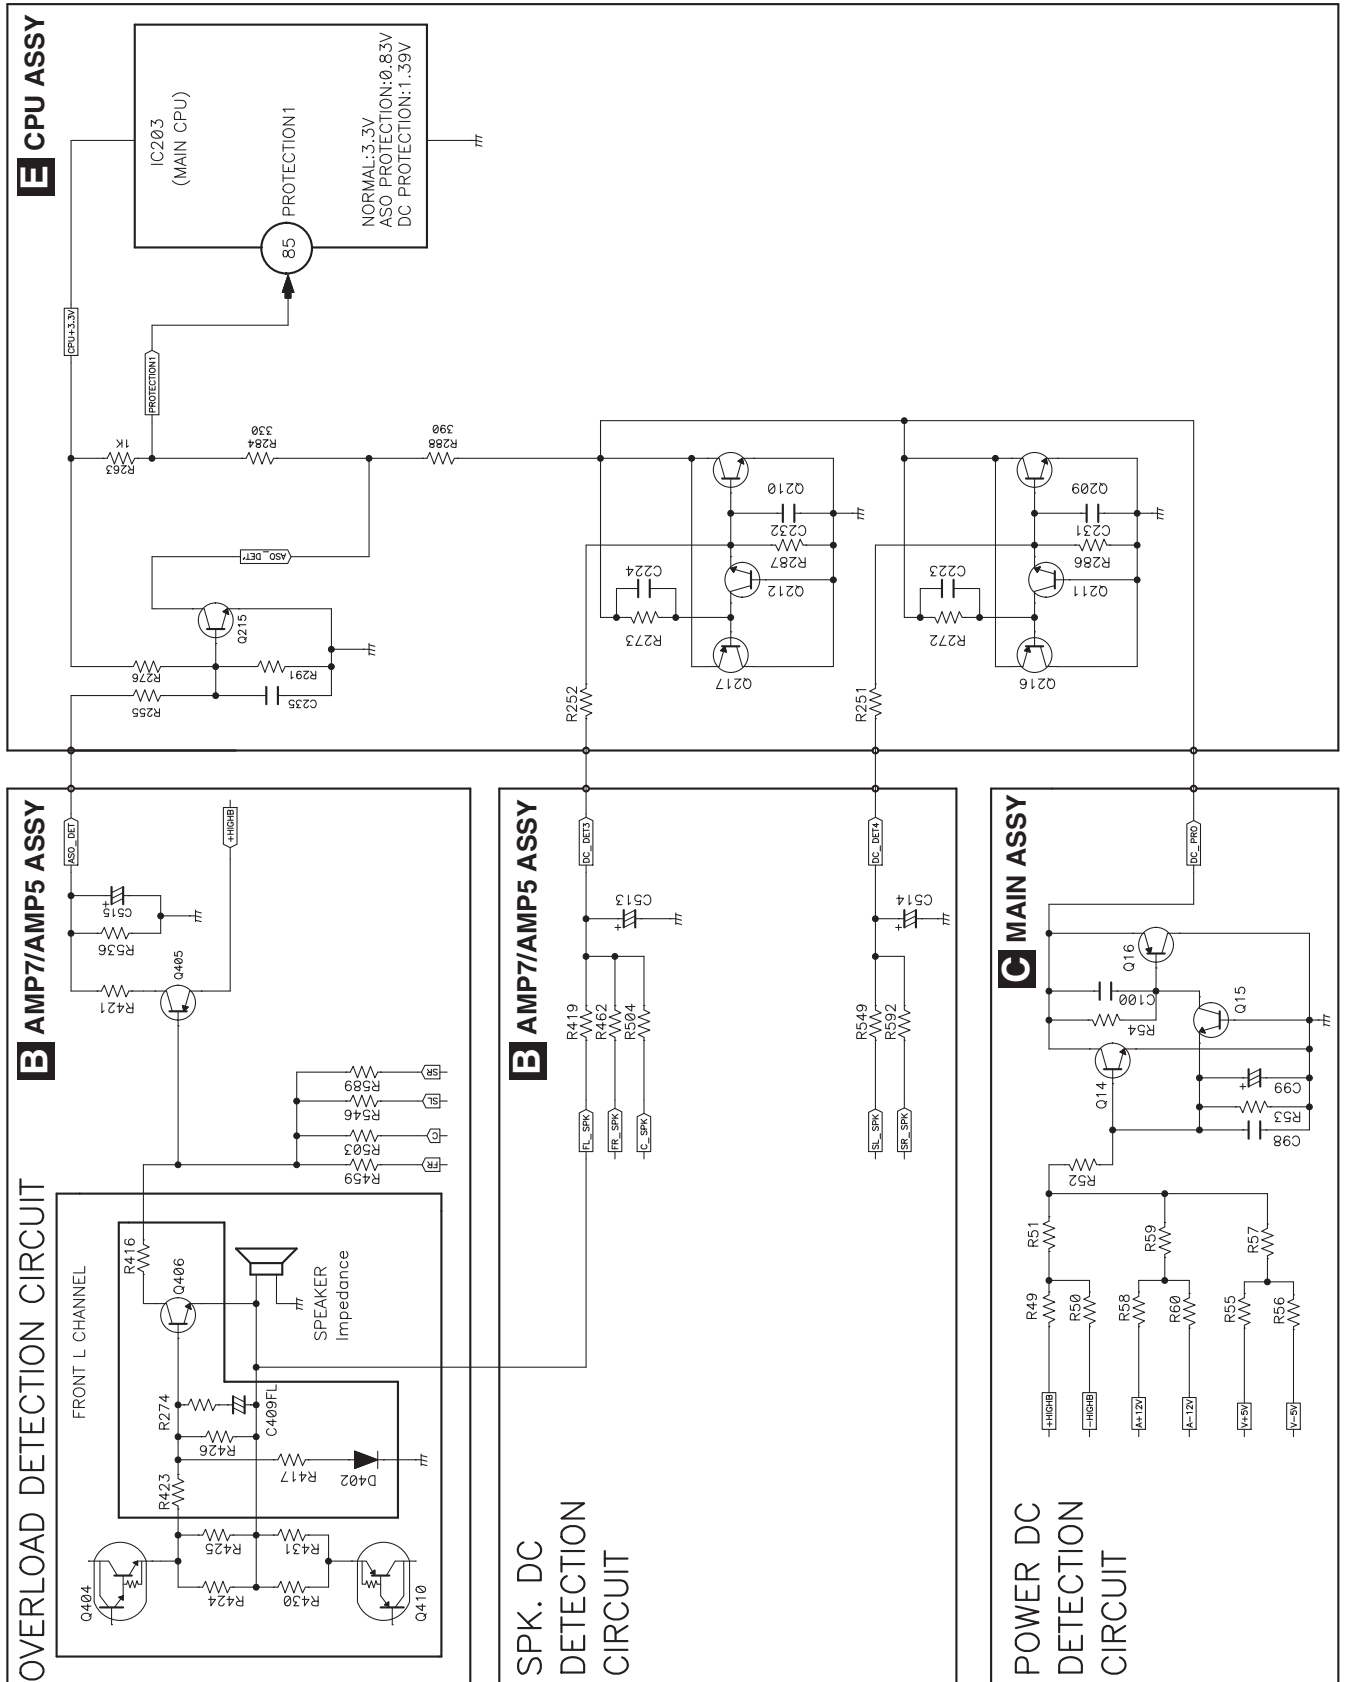 E CPU ASSY
IC203
(MAIN CPU)
PROTECTION1
85
NORMAL:3.3V
ASO PROTECTION:0.83V
DC PROTECTION:1.39V
CPU+3.3V
PROTECTION1
1K
R263
330
R284
390
R288
ASO_DET'
Q215
R276
R291
R255
C235
Q210
C232
R287
C224
Q212
R273
Q217
R252
Q209
C231
R286
C223
Q211
R272
Q216
R251
OVERLOAD DETECTION CIRCUIT
B AMP7/AMP5 ASSY
ASO_DET
+HIGHB
C515
+
R536
R421
Q405
R589
SR
R546
SL
R503
C
R459
FR
FRONT L CHANNEL
R416
Q406
SPEAKER
Impedance
R274
C409FL
R426
R417
D402
R423
R425
R431
R424
R430
Q404
Q410
SPK. DC
DETECTION
CIRCUIT
B AMP7/AMP5 ASSY
DC_DET3
C513
+
R419
R462
R504
FL_SPK
FR_SPK
C_SPK
DC_DET4
C514
+
R549
R592
SL_SPK
SR_SPK
POWER DC
DETECTION
CIRCUIT
C MAIN ASSY
DC_PRO
Q16
C100
R54
Q15
Q14
C99
+
R53
C98
R52
R51
R59
R57
R49
R50
R58
R60
R55
R56
+HIGHB
-HIGHB
A+12V
A-12V
V+5V
V-5V